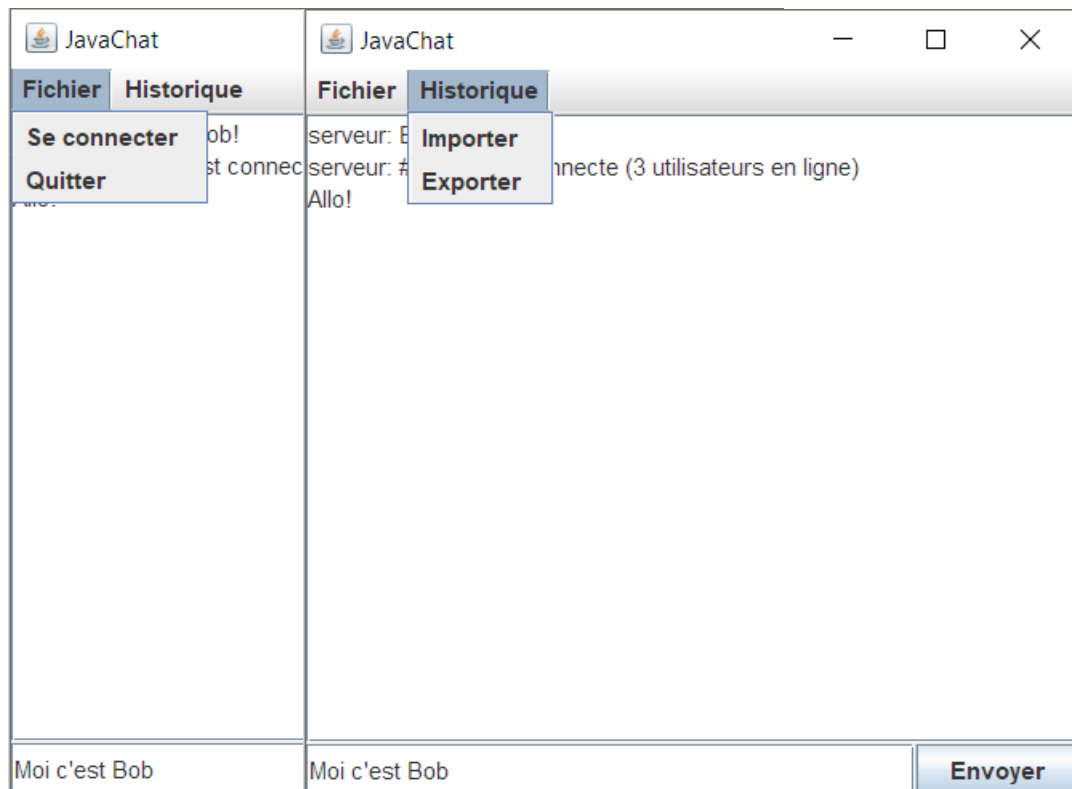 JavaChat
Fichier Historique
Se connecter
Quitter
ob!
st connec
Allo!
Moi c'est Bob
JavaChat
Fichier Historique
Importer
Exporter
serveur:
serveur: # nnecte (3 utilisateurs en ligne)
Allo!
Moi c'est Bob
Envoyer